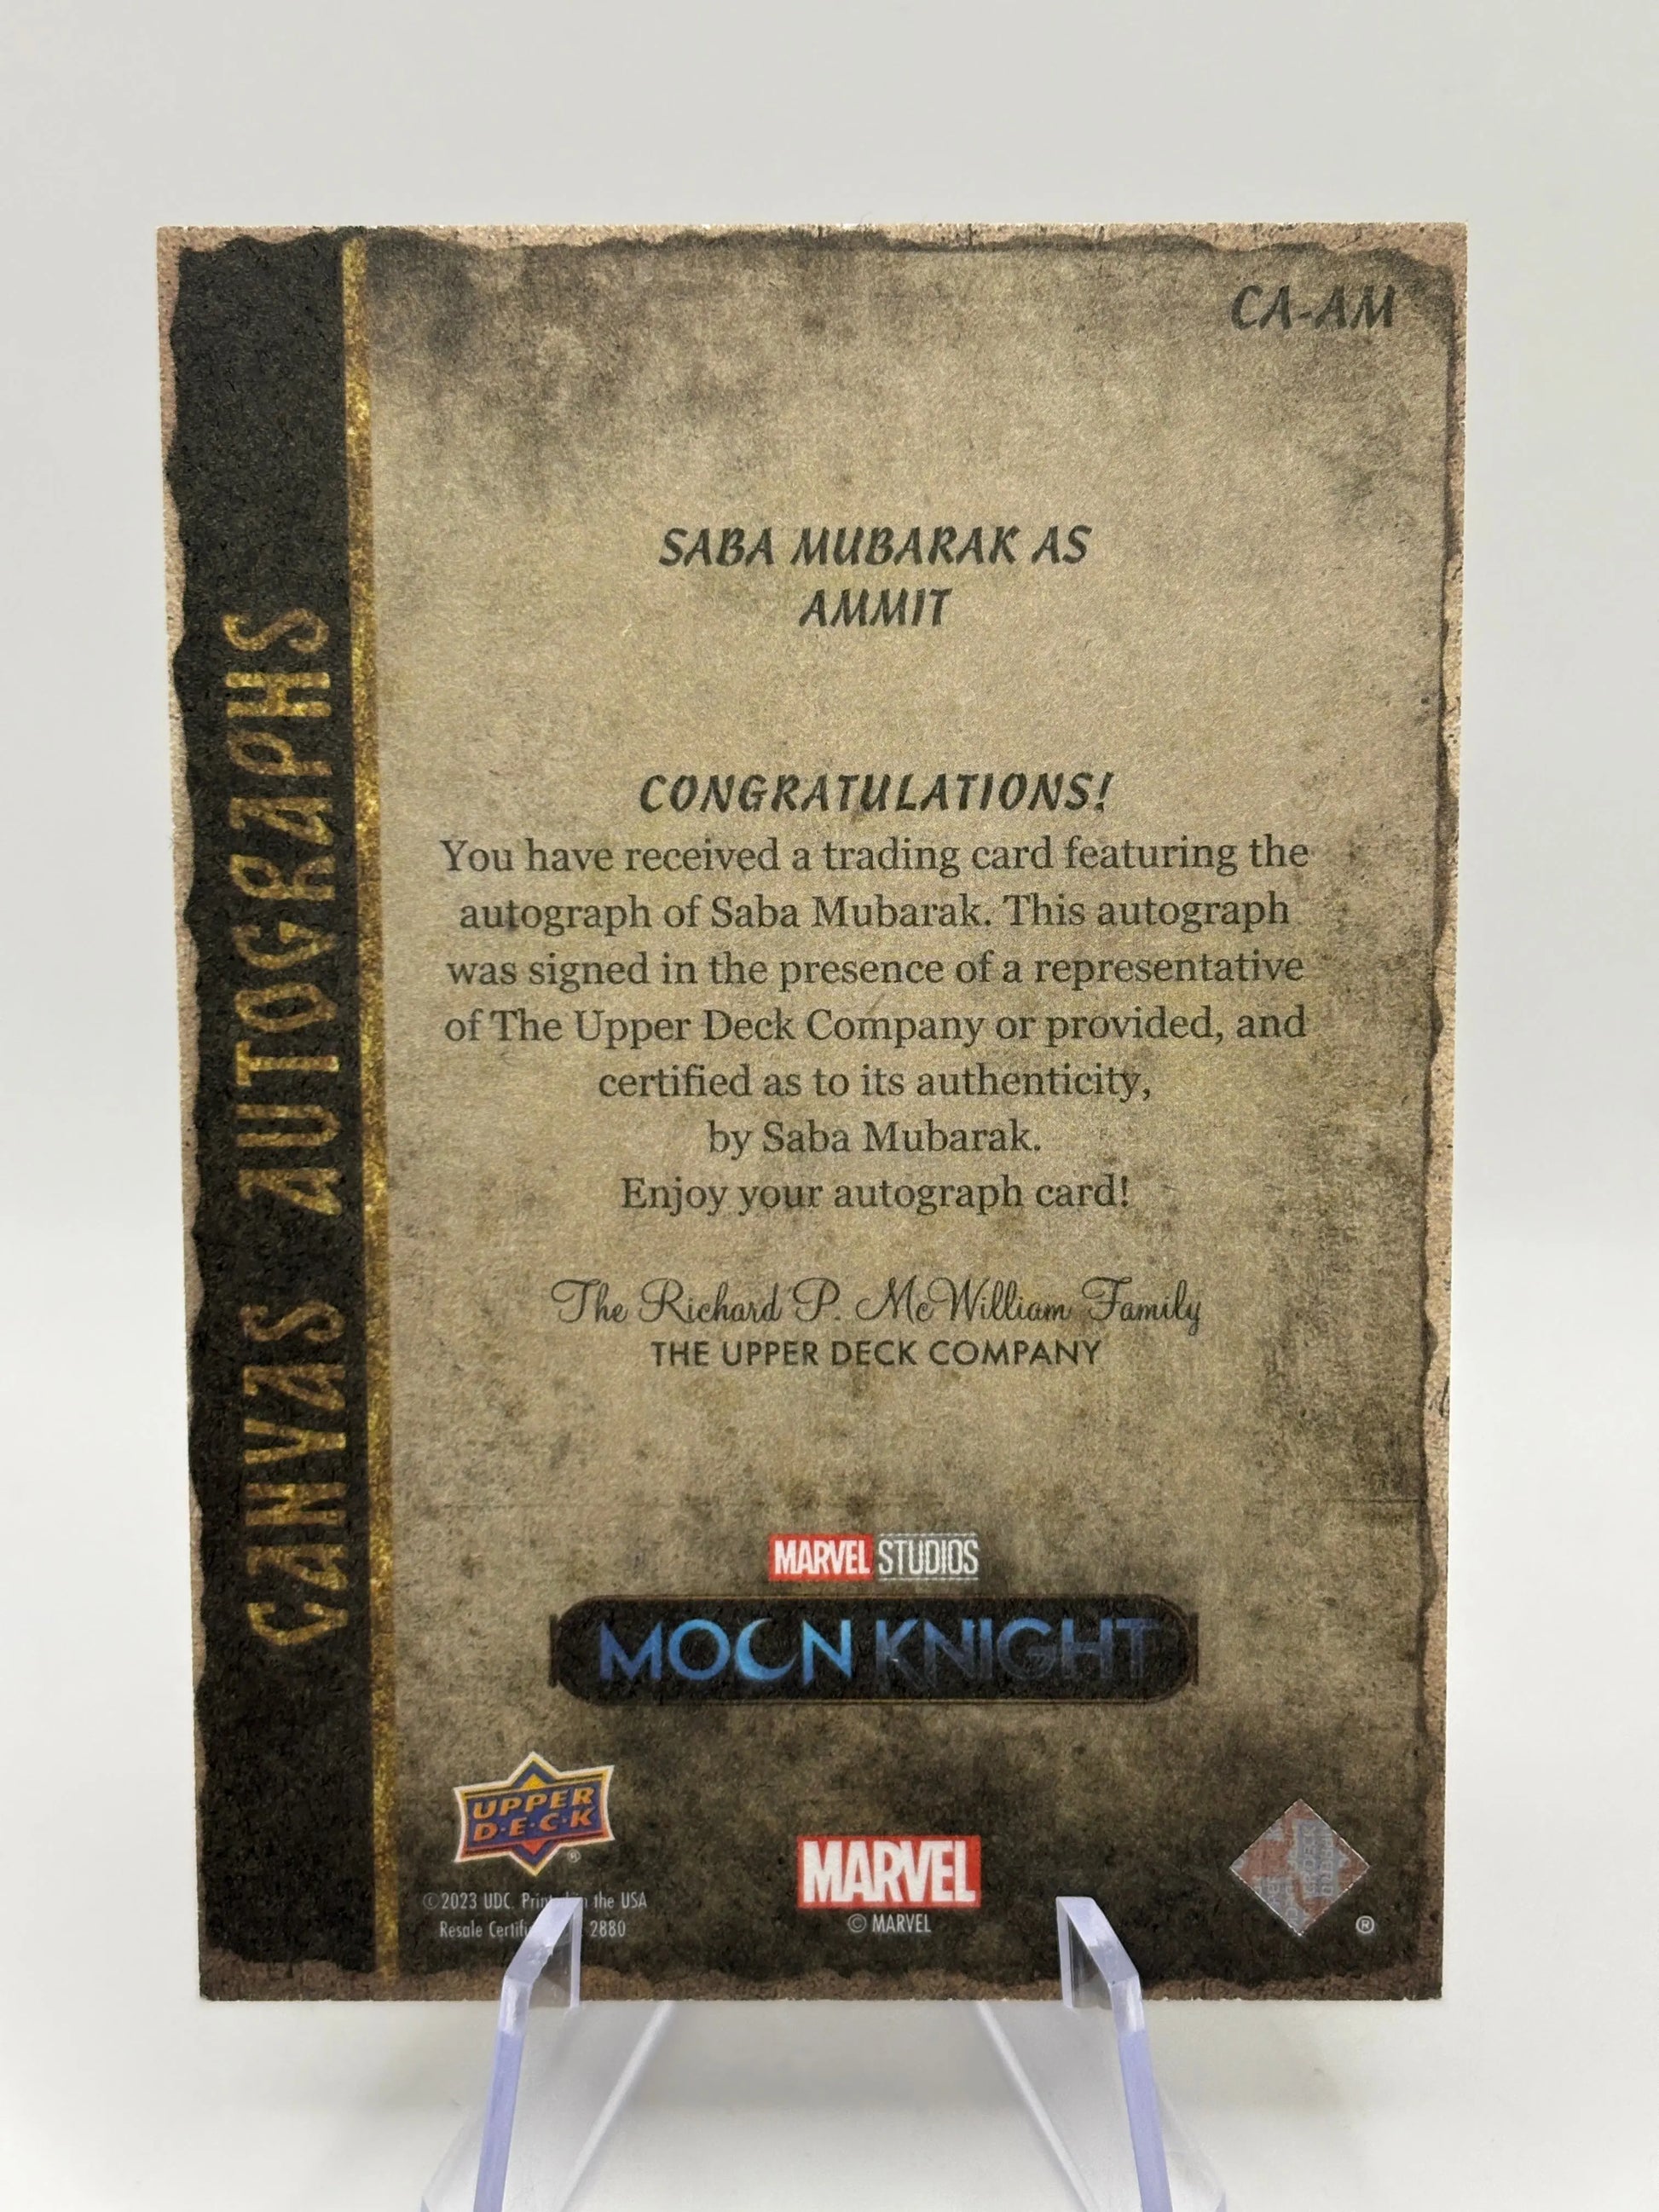 CA-AM
CANVAS AUTOGRAPHS
SABA MUBARAK AS
AMMIT
CONGRATULATIONS!
You have received a trading card featuring the
autograph of Saba Mubarak. This autograph
was signed in the presence of a representative
of The Upper Deck Company or provided, and
certified as to its authenticity,
by Saba Mubarak.
Enjoy your autograph card!
The Richard P. McWilliam Family
THE UPPER DECK COMPANY
MARVEL STUDIOS
MOON KNIGHT
UPPER
D·E·C·K
®
©2023 UDC. in the USA
Resale 2880
MARVEL
© MARVEL
®